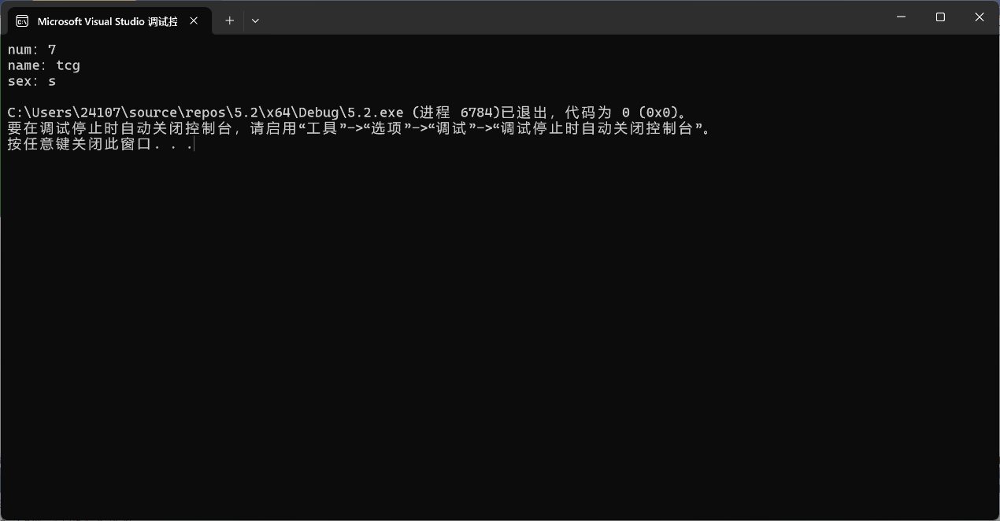 Microsoft Visual Studio 调试控
num: 7
name: tcg
sex: s
C:\Users\24107\source\repos\5.2\x64\Debug\5.2.exe (进程 6784)已退出，代码为 0 (0x0)。
要在调试停止时自动关闭控制台，请启用“工具”->“选项”->“调试”->“调试停止时自动关闭控制台”。
按任意键关闭此窗口. . .